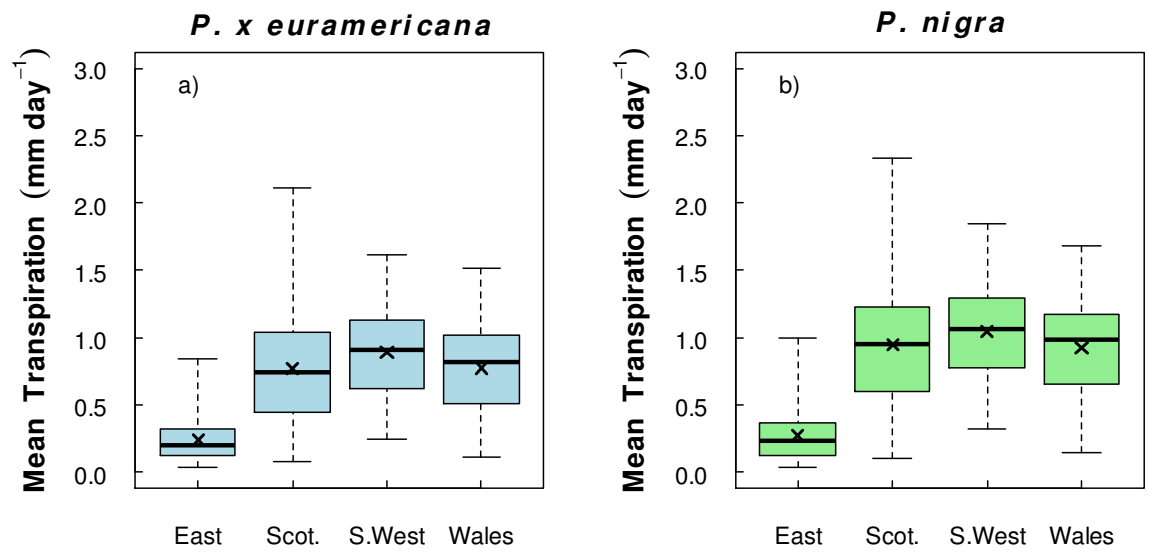 P. x euramericana
Mean Transpiration (mm day−1)
a)
3.0
2.5
2.0
1.5
1.0
0.5
0.0
East Scot. S.West Wales
P. nigra
Mean Transpiration (mm day−1)
b)
3.0
2.5
2.0
1.5
1.0
0.5
0.0
East Scot. S.West Wales